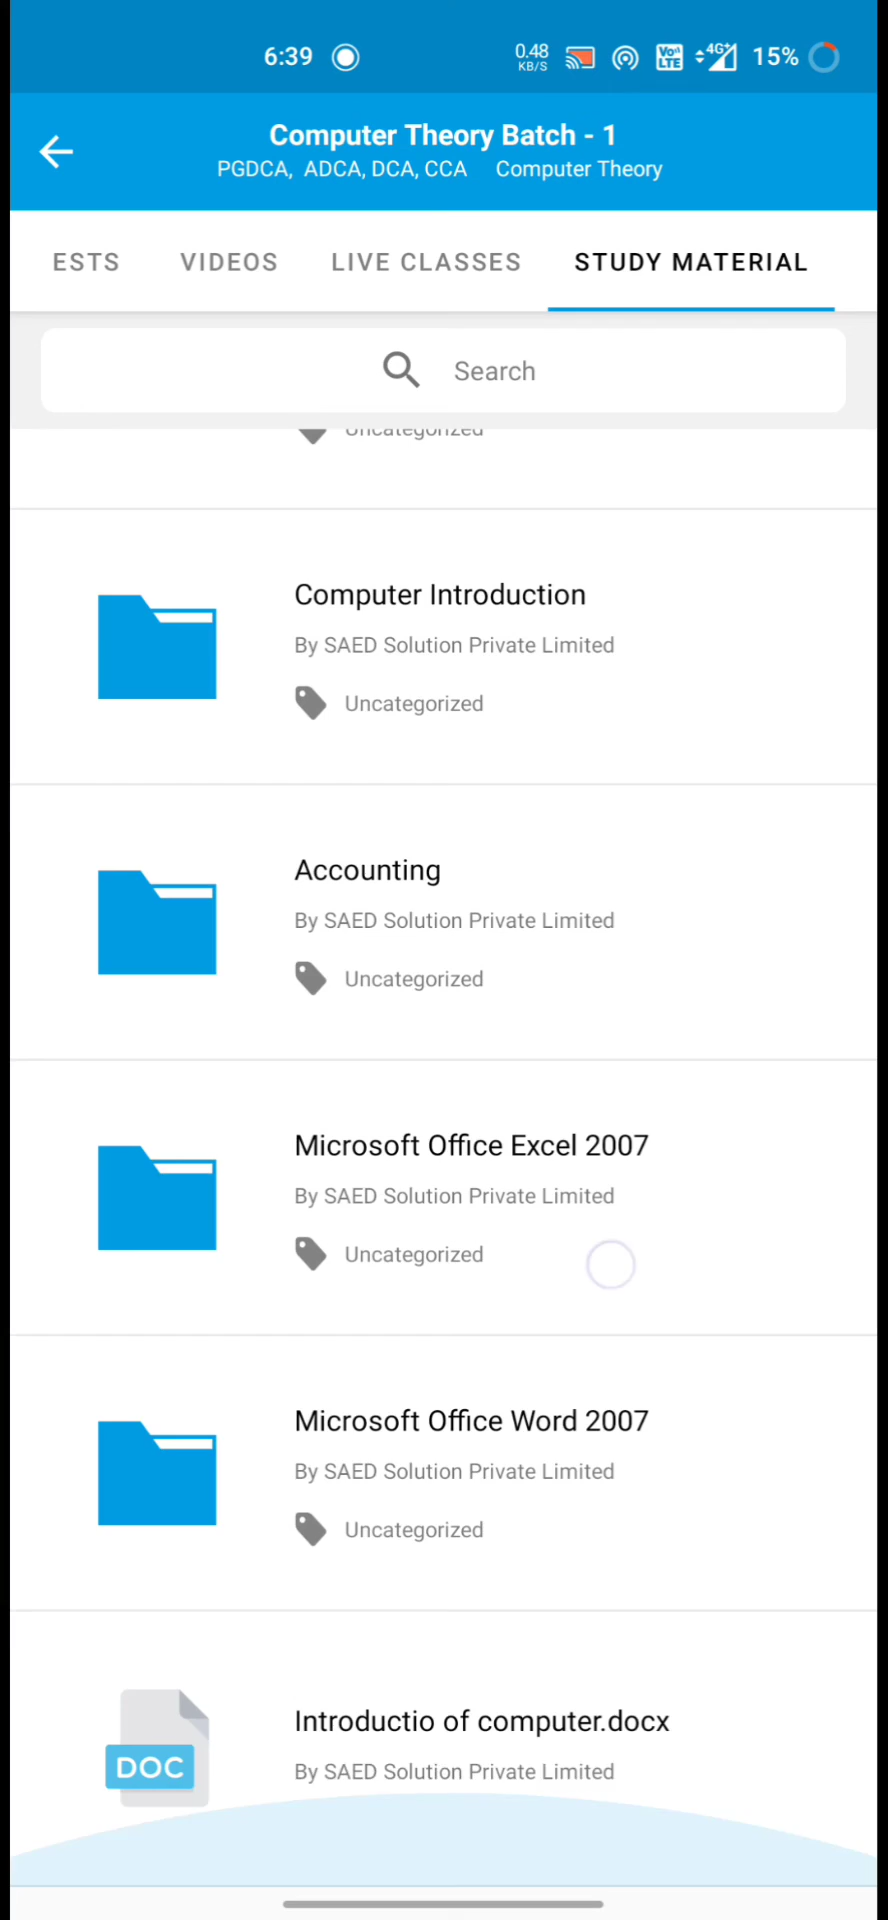 6:39 0.48 KB/S VoLTE 4G+ 15%
Computer Theory Batch - 1
PGDCA, ADCA, DCA, CCA Computer Theory
ESTS VIDEOS LIVE CLASSES STUDY MATERIAL
Search
Uncategorized
Computer Introduction
By SAED Solution Private Limited
Uncategorized
Accounting
By SAED Solution Private Limited
Uncategorized
Microsoft Office Excel 2007
By SAED Solution Private Limited
Uncategorized
Microsoft Office Word 2007
By SAED Solution Private Limited
Uncategorized
Introductio of computer.docx
DOC
By SAED Solution Private Limited